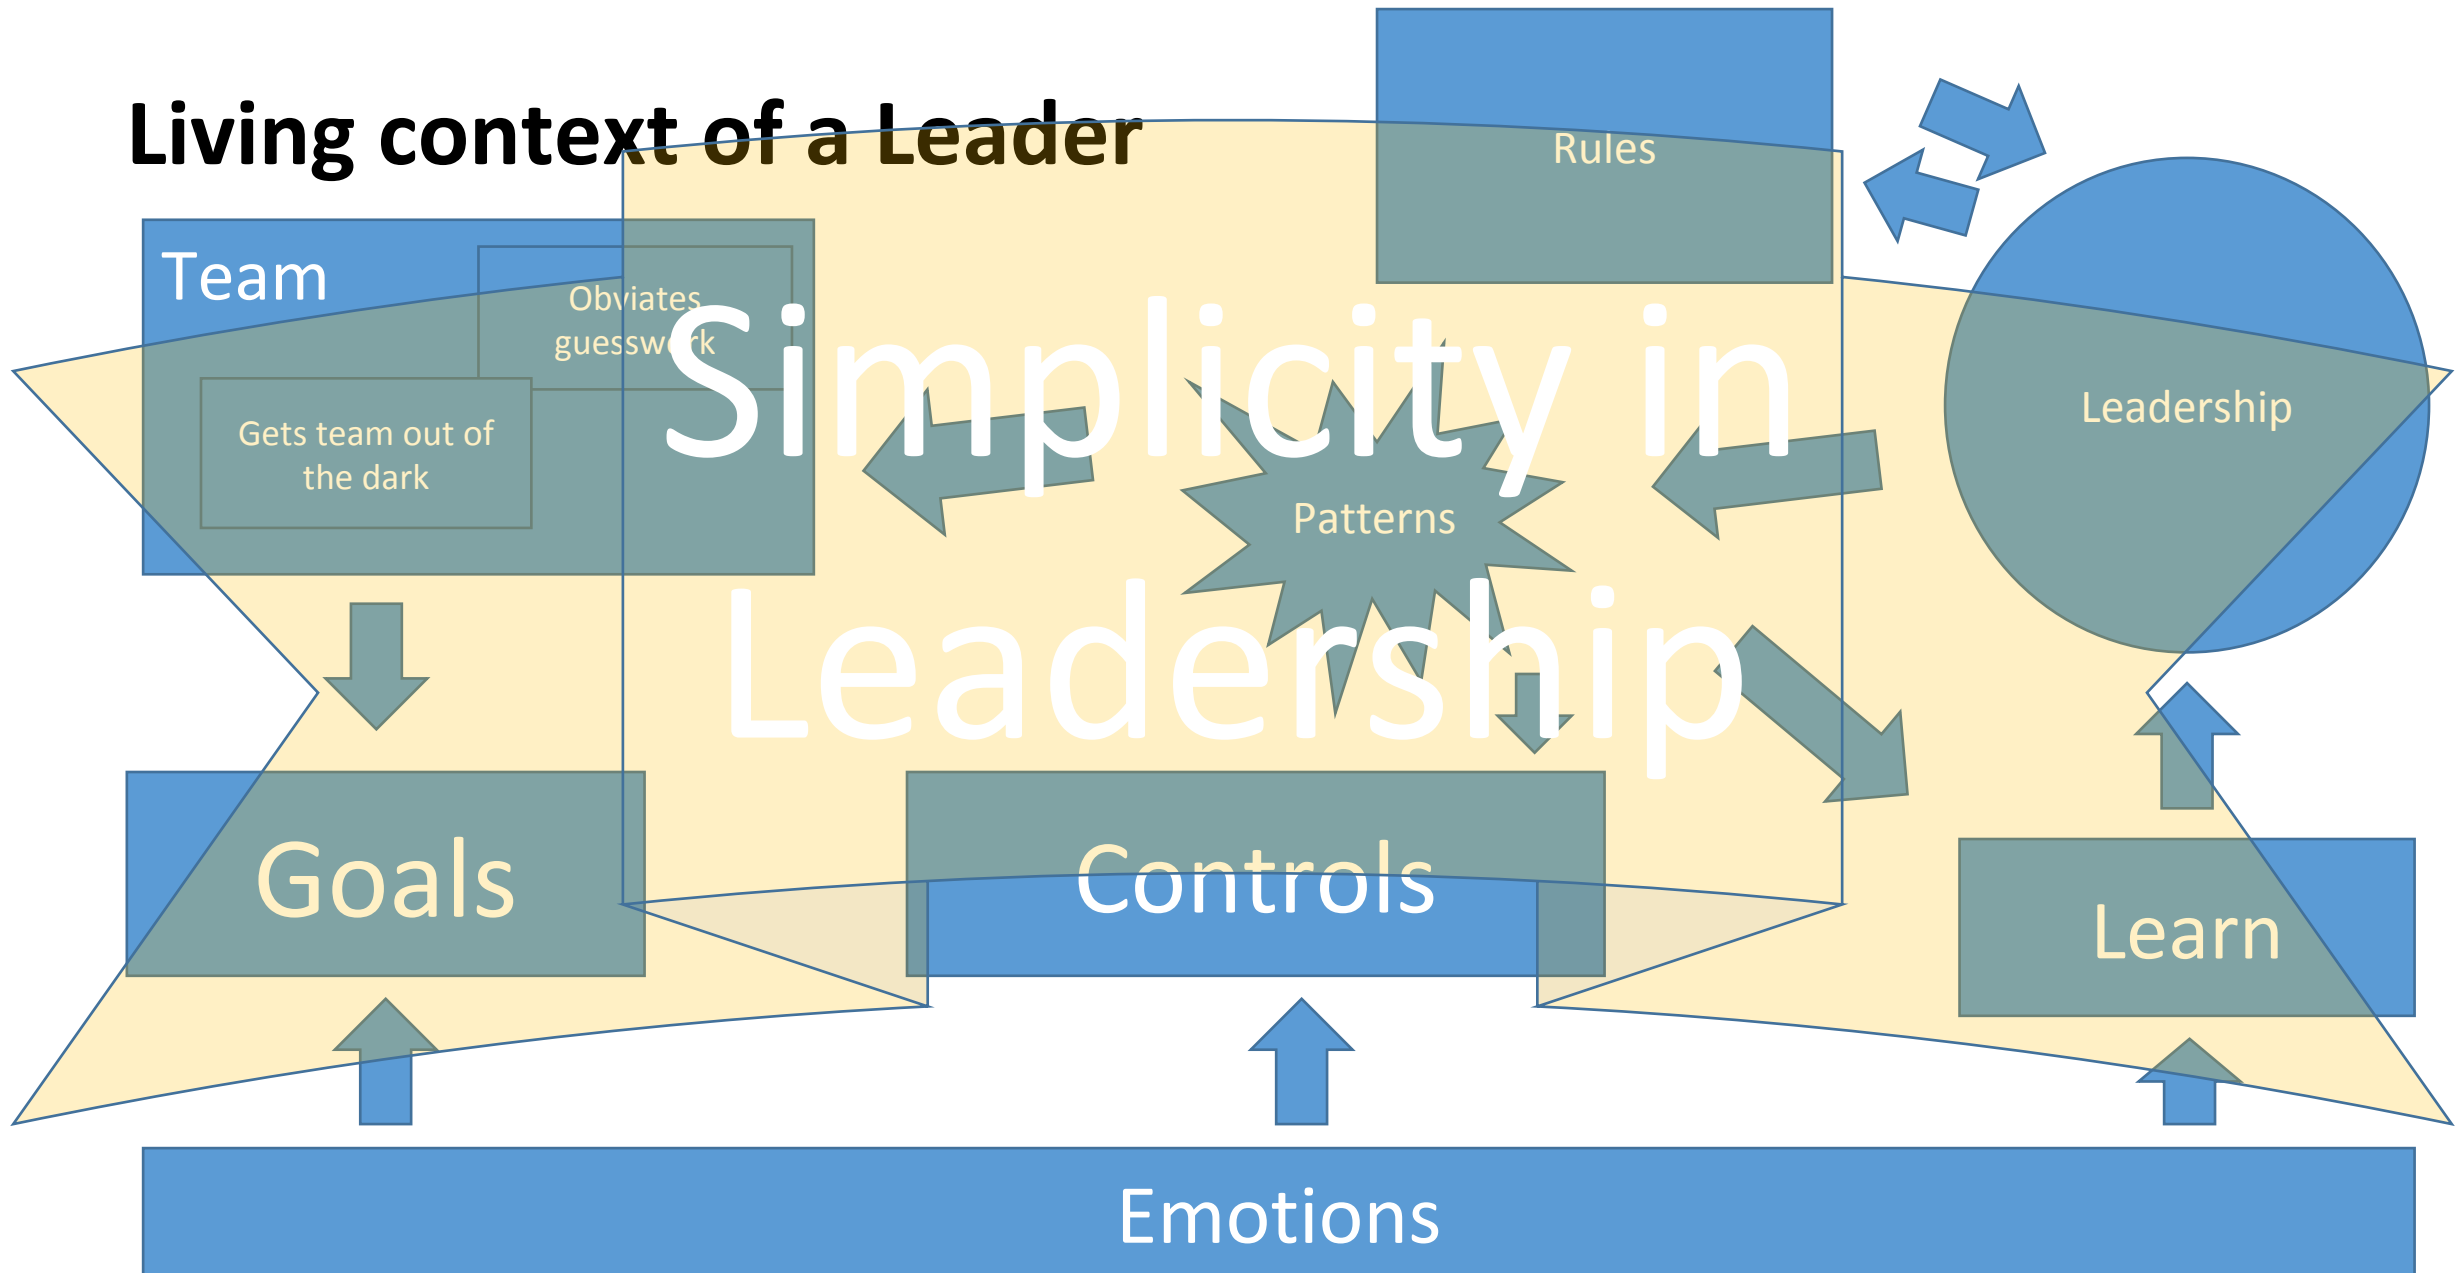 Living context of a Leader
Rules
Team
Obviates
guesswork
Gets team out of
the dark
Simplicity in
Leadership
Patterns
Leadership
Goals
Controls
Learn
Emotions